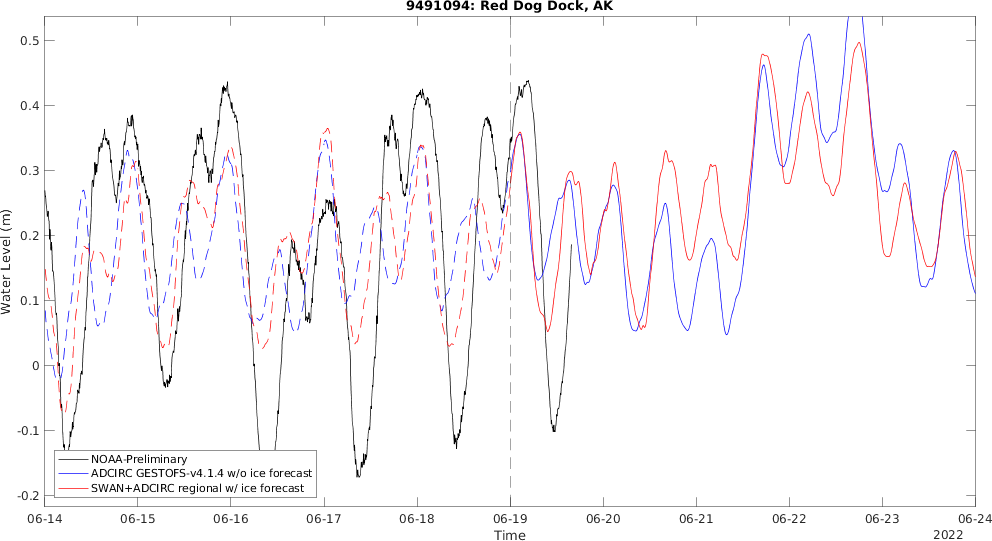 9491094: Red Dog Dock, AK
Water Level (m)
0.5
0.4
0.3
0.2
0.1
0
-0.1
-0.2
NOAA-Preliminary
ADCIRC GESTOFS-v4.1.4 w/o ice forecast
SWAN+ADCIRC regional w/ ice forecast
06-14 06-15 06-16 06-17 06-18 06-19 06-20 06-21 06-22 06-23 06-24
Time
2022